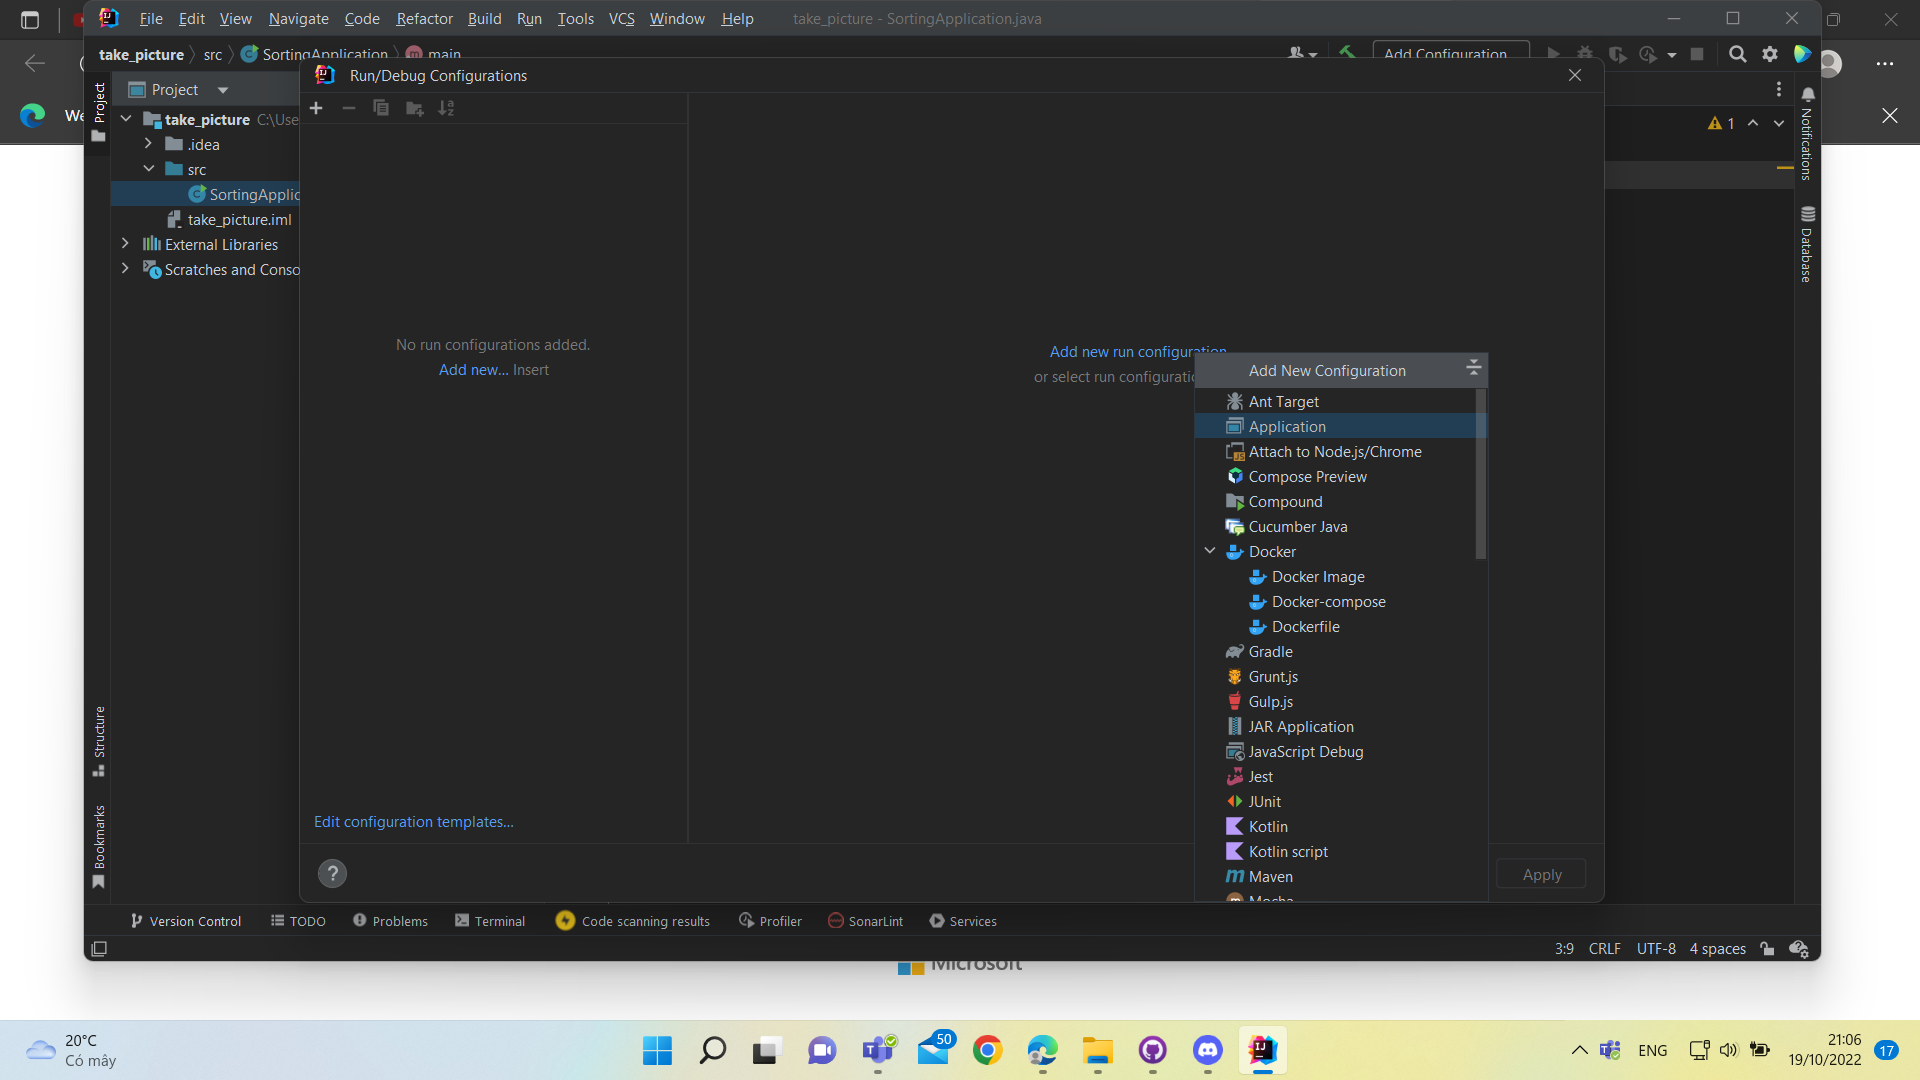 File Edit View Navigate Code Refactor Build Run Tools VCS Window Help take_picture - SortingApplication.java
take_picture src SortingApplication main Add Configuration
Run/Debug Configurations
Project
Project
take_picture C:\Use
.idea
src
SortingApplic
take_picture.iml
External Libraries
Scratches and Conso
We
1
Notifications
Database
No run configurations added.
Add new... Insert
Add new run configuration
or select run configuratio
Add New Configuration
Ant Target
Application
Attach to Node.js/Chrome
Compose Preview
Compound
Cucumber Java
Docker
Docker Image
Docker-compose
Dockerfile
Gradle
Grunt.js
Gulp.js
JAR Application
JavaScript Debug
Jest
JUnit
Kotlin
Kotlin script
Maven
Mocha
Structure
Bookmarks
Edit configuration templates...
?
Apply
Version Control TODO Problems Terminal Code scanning results Profiler SonarLint Services
3:9 CRLF UTF-8 4 spaces
Microsoft
20°C
Có mây
50
ENG
21:06
19/10/2022
17